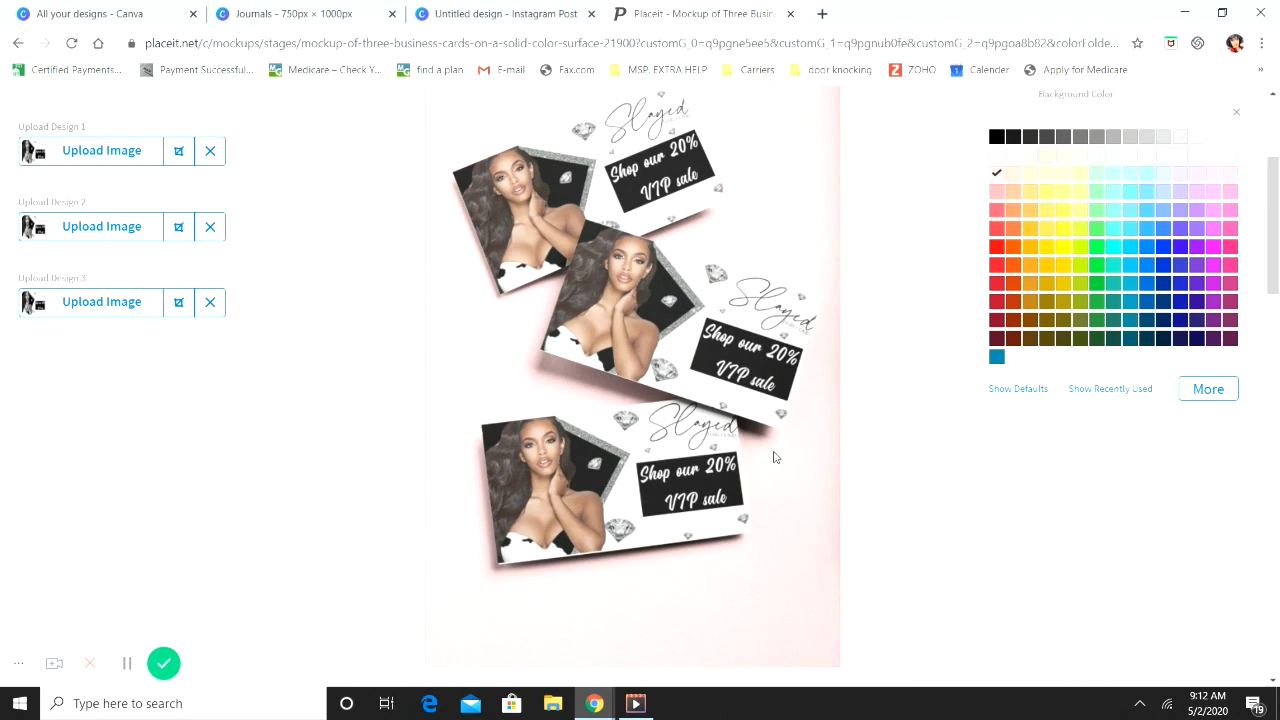 All your designs - Canva
Journals - 750px × 1000px
Untitled design - Instagram Post
Placeit - Mockup of Three Busin
placeit.net/c/mockups/stages/mockup-of-three-business-cards-on-a-solid-color-surface-21900?customG_0=q9pgne5ee5&customG_1=q9pgnub0fe&customG_2=q9pgoa8b82&colorFolde...
Certified Payments...
Paymant Successful...
Medicare – Check Y...
find a plan
E-mail
Fax.com
MSP. EXTRA HELP
Carriers
door knocking
ZOHO
Calender
Apply for Medicare
»
Upload Design 1
Upload Image
Upload Design 2
Upload Image
Upload Design 3
Upload Image
Slayed
Shop our 20%
VIP sale
Slayed
Shop our 20%
VIP sale
Slayed
Shop our 20%
VIP sale
Background Color
Show Defaults
Show Recently Used
More
Type here to search
9:12 AM
5/2/2020
19